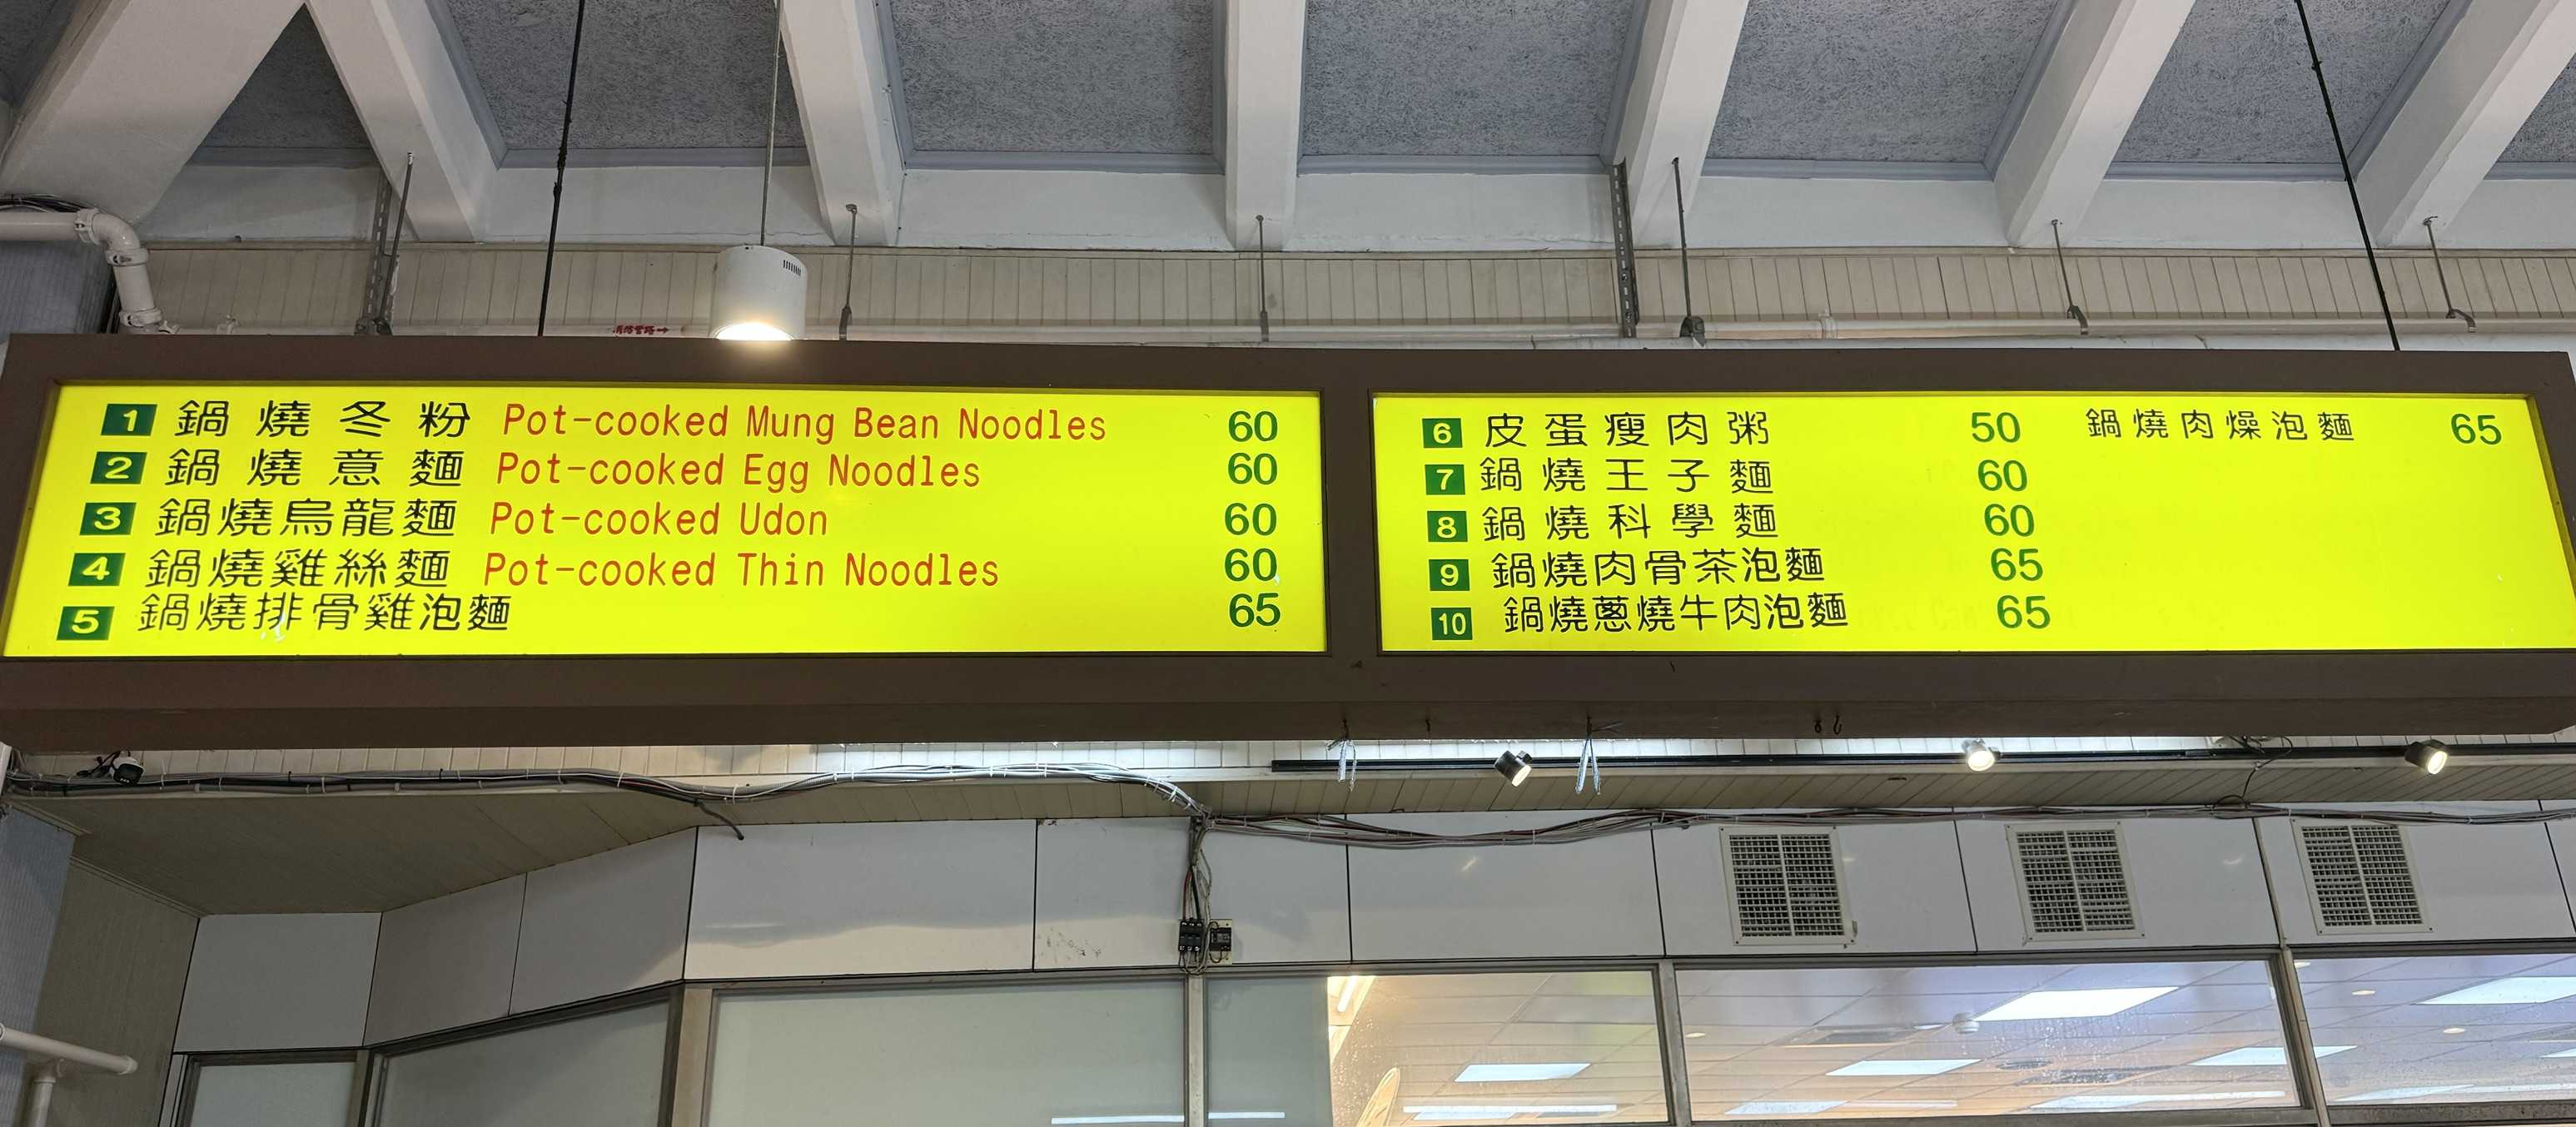 消防管路→
1 鍋燒冬粉 Pot-cooked Mung Bean Noodles 60
2 鍋燒意麵 Pot-cooked Egg Noodles 60
3 鍋燒烏龍麵 Pot-cooked Udon 60
4 鍋燒雞絲麵 Pot-cooked Thin Noodles 60
5 鍋燒排骨雞泡麵 65
6 皮蛋瘦肉粥 50 鍋燒肉燥泡麵 65
7 鍋燒王子麵 60
8 鍋燒科學麵 60
9 鍋燒肉骨茶泡麵 65
10 鍋燒蔥燒牛肉泡麵 65